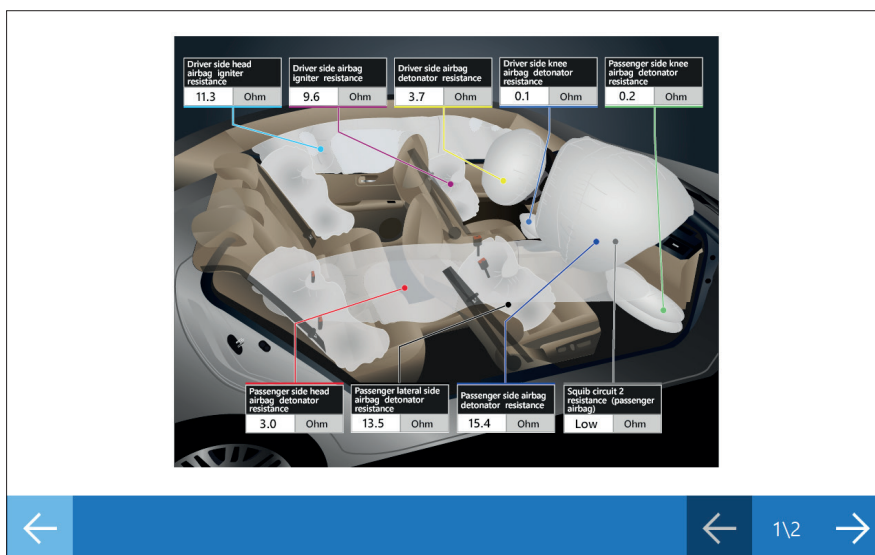 Driver side head
airbag igniter
resistance
11.3 Ohm
Driver side airbag
igniter resistance
9.6 Ohm
Driver side airbag
detonator resistance
3.7 Ohm
Driver side knee
airbag detonator
resistance
0.1 Ohm
Passenger side knee
airbag detonator
resistance
0.2 Ohm
Passenger side head
airbag detonator
resistance
3.0 Ohm
Passenger lateral side
airbag detonator
resistance
13.5 Ohm
Passenger side airbag
detonator resistance
15.4 Ohm
Squib circuit 2
resistance (passenger
airbag)
Low Ohm
1\2